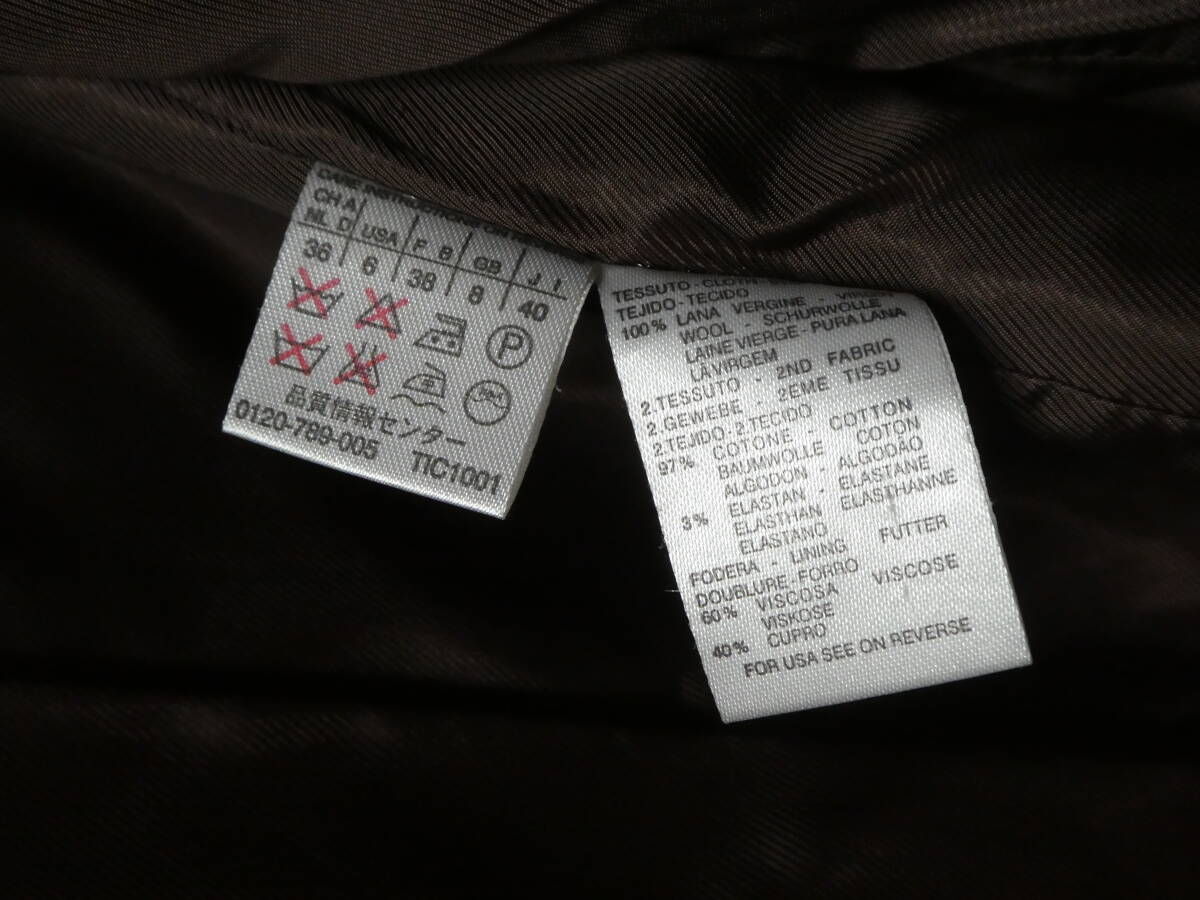 CH A
NL D USA F B GB J I
36 6 38 8 40
P
品質情報センター
0120-789-005 TIC1001
TESSUTO - CLOTH
TEJIDO - TECIDO
100% LANA VERGINE - VIRGIN
WOOL - SCHURWOLLE
LAINE VIERGE - PURA LANA
LÃ VIRGEM
2.TESSUTO - 2ND FABRIC
2.GEWEBE - 2EME TISSU
2.TEJIDO-2.TECIDO
97% COTONE - COTTON
BAUMWOLLE COTON
ALGODON - ALGODÃO
3% ELASTAN - ELASTANE
ELASTHAN ELASTHANNE
ELASTANO
FODERA - LINING FUTTER
DOUBLURE-FORRO
60% VISCOSA VISCOSE
VISKOSE
40% CUPRO
FOR USA SEE ON REVERSE